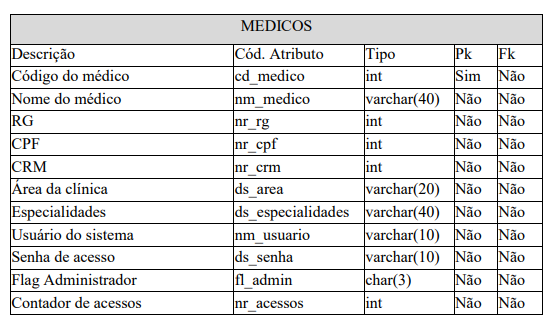 MEDICOS
Descrição Cód. Atributo Tipo Pk Fk
Código do médico cd_medico int Sim Não
Nome do médico nm_medico varchar(40) Não Não
RG nr_rg int Não Não
CPF nr_cpf int Não Não
CRM nr_crm int Não Não
Área da clínica ds_area varchar(20) Não Não
Especialidades ds_especialidades varchar(40) Não Não
Usuário do sistema nm_usuario varchar(10) Não Não
Senha de acesso ds_senha varchar(10) Não Não
Flag Administrador fl_admin char(3) Não Não
Contador de acessos nr_acessos int Não Não